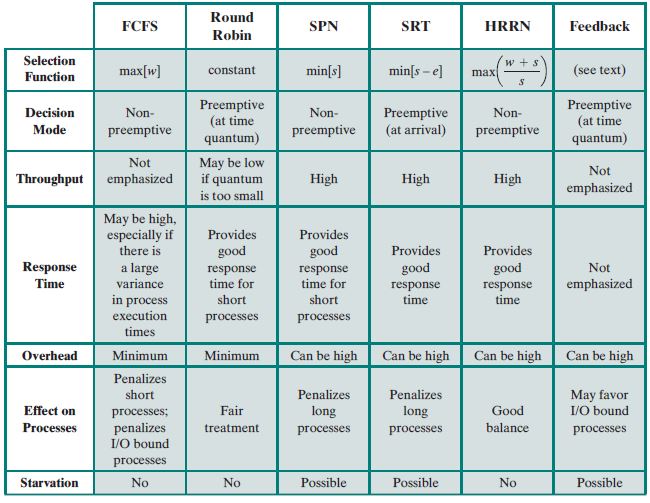 FCFS
Round
Robin
SPN
SRT
HRRN
Feedback
Selection
Function
max[w]
constant
min[s]
min[s – e]
max((w + s)/s)
(see text)
Decision
Mode
Non-
preemptive
Preemptive
(at time
quantum)
Non-
preemptive
Preemptive
(at arrival)
Non-
preemptive
Preemptive
(at time
quantum)
Throughput
Not
emphasized
May be low
if quantum
is too small
High
High
High
Not
emphasized
Response
Time
May be high,
especially if
there is
a large
variance
in process
execution
times
Provides
good
response
time for
short
processes
Provides
good
response
time for
short
processes
Provides
good
response
time
Provides
good
response
time
Not
emphasized
Overhead
Minimum
Minimum
Can be high
Can be high
Can be high
Can be high
Effect on
Processes
Penalizes
short
processes;
penalizes
I/O bound
processes
Fair
treatment
Penalizes
long
processes
Penalizes
long
processes
Good
balance
May favor
I/O bound
processes
Starvation
No
No
Possible
Possible
No
Possible